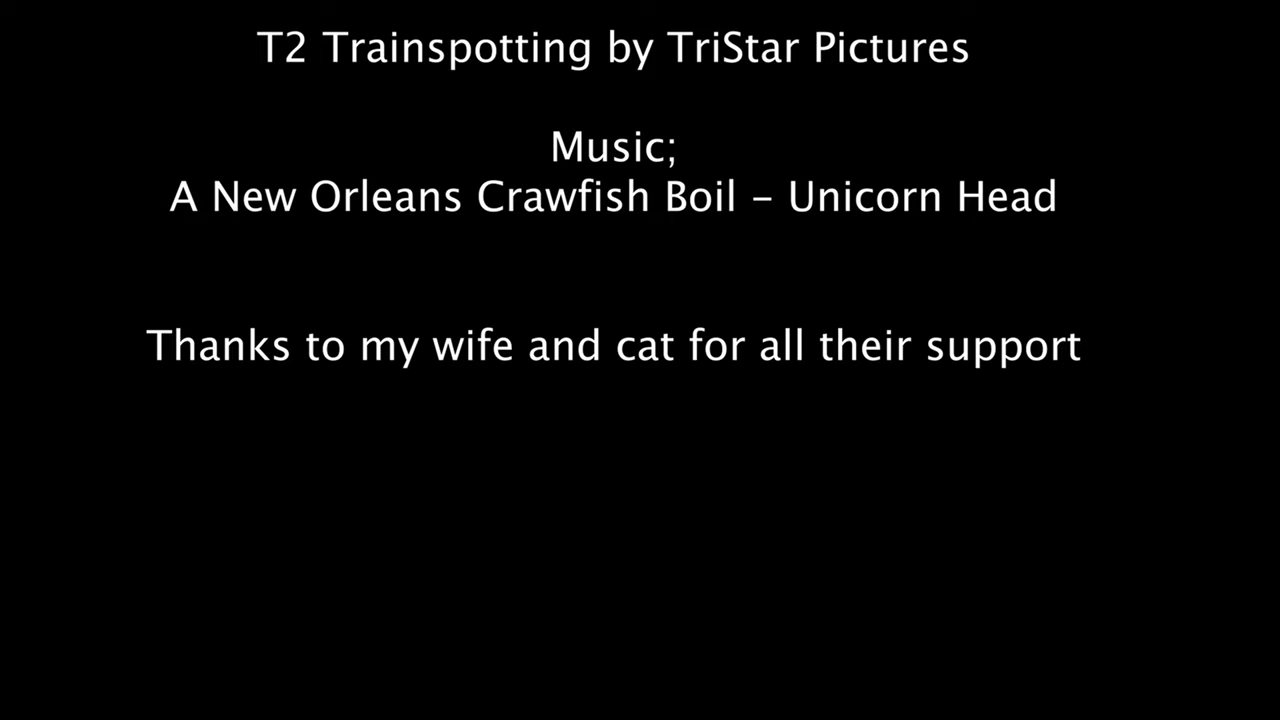 T2 Trainspotting by TriStar Pictures
Music;
A New Orleans Crawfish Boil – Unicorn Head
Thanks to my wife and cat for all their support